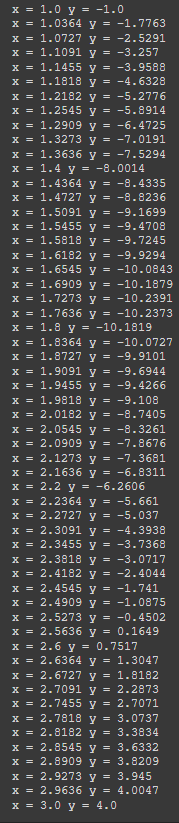 x = 1.0 y = -1.0
x = 1.0364 y = -1.7763
x = 1.0727 y = -2.5291
x = 1.1091 y = -3.257
x = 1.1455 y = -3.9588
x = 1.1818 y = -4.6328
x = 1.2182 y = -5.2776
x = 1.2545 y = -5.8914
x = 1.2909 y = -6.4725
x = 1.3273 y = -7.0191
x = 1.3636 y = -7.5294
x = 1.4 y = -8.0014
x = 1.4364 y = -8.4335
x = 1.4727 y = -8.8236
x = 1.5091 y = -9.1699
x = 1.5455 y = -9.4708
x = 1.5818 y = -9.7245
x = 1.6182 y = -9.9294
x = 1.6545 y = -10.0843
x = 1.6909 y = -10.1879
x = 1.7273 y = -10.2391
x = 1.7636 y = -10.2373
x = 1.8 y = -10.1819
x = 1.8364 y = -10.0727
x = 1.8727 y = -9.9101
x = 1.9091 y = -9.6944
x = 1.9455 y = -9.4266
x = 1.9818 y = -9.108
x = 2.0182 y = -8.7405
x = 2.0545 y = -8.3261
x = 2.0909 y = -7.8676
x = 2.1273 y = -7.3681
x = 2.1636 y = -6.8311
x = 2.2 y = -6.2606
x = 2.2364 y = -5.661
x = 2.2727 y = -5.037
x = 2.3091 y = -4.3938
x = 2.3455 y = -3.7368
x = 2.3818 y = -3.0717
x = 2.4182 y = -2.4044
x = 2.4545 y = -1.741
x = 2.4909 y = -1.0875
x = 2.5273 y = -0.4502
x = 2.5636 y = 0.1649
x = 2.6 y = 0.7517
x = 2.6364 y = 1.3047
x = 2.6727 y = 1.8182
x = 2.7091 y = 2.2873
x = 2.7455 y = 2.7071
x = 2.7818 y = 3.0737
x = 2.8182 y = 3.3834
x = 2.8545 y = 3.6332
x = 2.8909 y = 3.8209
x = 2.9273 y = 3.945
x = 2.9636 y = 4.0047
x = 3.0 y = 4.0